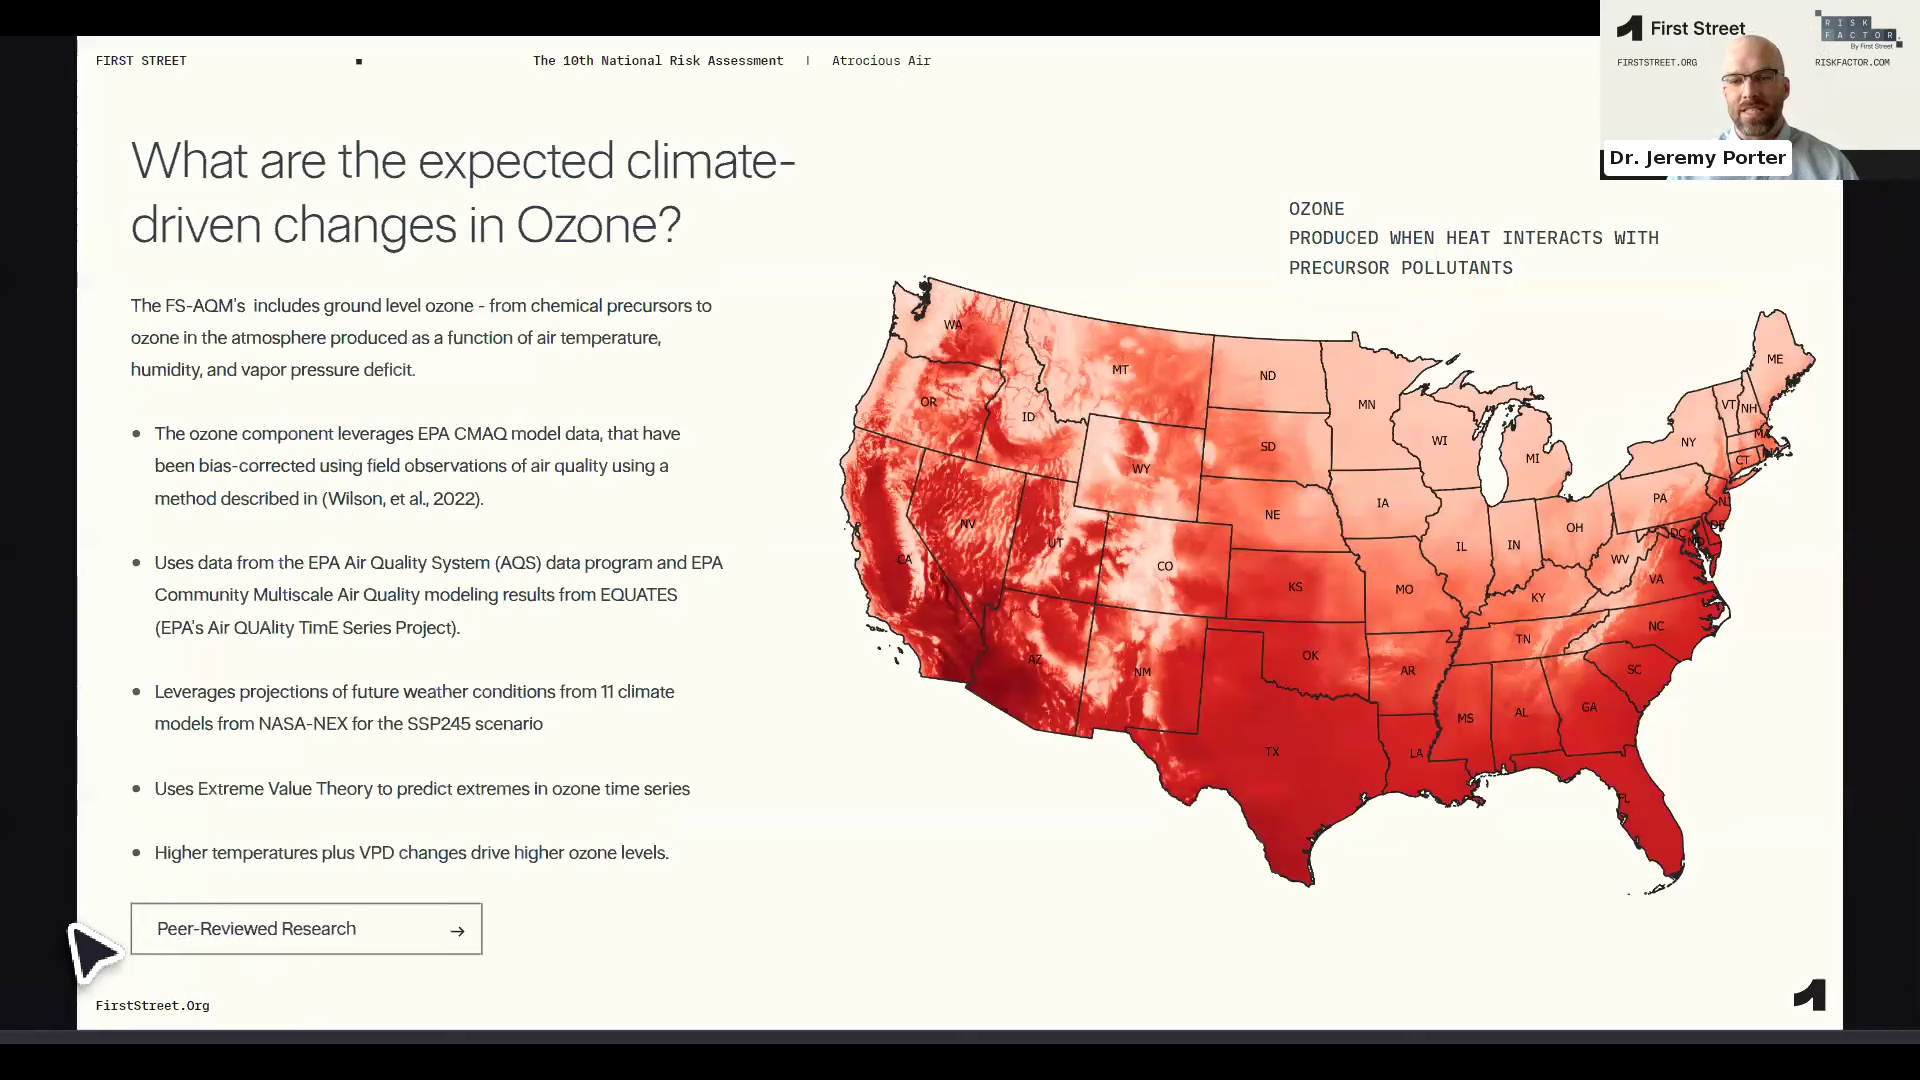 FIRST STREET
The 10th National Risk Assessment | Atrocious Air
First Street
RISK
FACTOR
By First Street
FIRSTSTREET.ORG
RISKFACTOR.COM
Dr. Jeremy Porter
What are the expected climate-
driven changes in Ozone?
The FS-AQM's includes ground level ozone - from chemical precursors to
ozone in the atmosphere produced as a function of air temperature,
humidity, and vapor pressure deficit.
• The ozone component leverages EPA CMAQ model data, that have
been bias-corrected using field observations of air quality using a
method described in (Wilson, et al., 2022).
• Uses data from the EPA Air Quality System (AQS) data program and EPA
Community Multiscale Air Quality modeling results from EQUATES
(EPA's Air QUAlity TimE Series Project).
• Leverages projections of future weather conditions from 11 climate
models from NASA-NEX for the SSP245 scenario
• Uses Extreme Value Theory to predict extremes in ozone time series
• Higher temperatures plus VPD changes drive higher ozone levels.
Peer-Reviewed Research →
FirstStreet.Org
OZONE
PRODUCED WHEN HEAT INTERACTS WITH
PRECURSOR POLLUTANTS
WA
MT
ND
MN
ME
OR
ID
SD
WI
MI
NY
VT
NH
MA
CT
WY
NE
IA
PA
NJ
NV
UT
CO
IL
IN
OH
DC
DE
CA
KS
MO
KY
WV
VA
AZ
NM
OK
AR
TN
NC
SC
TX
LA
MS
AL
GA
FL